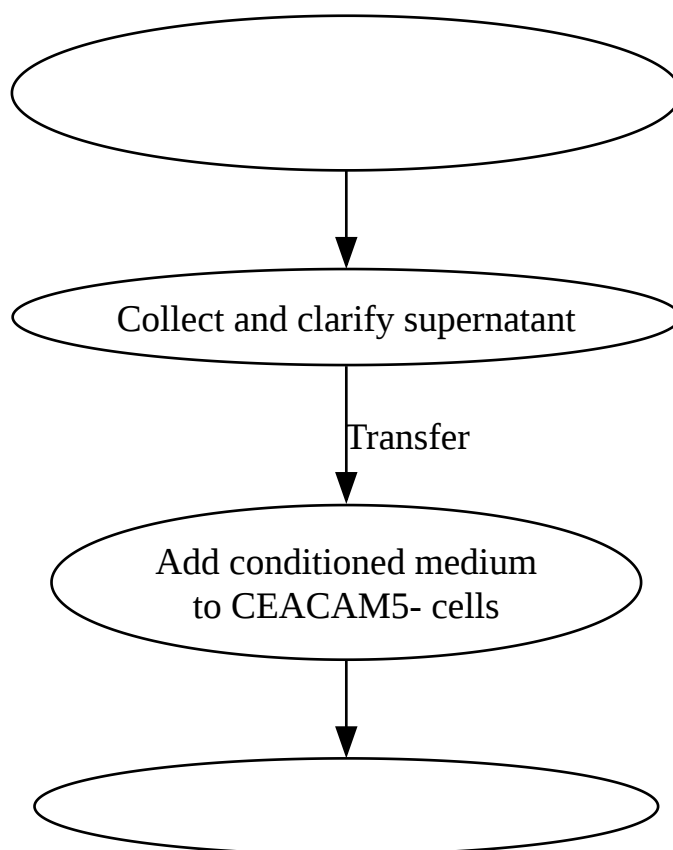 Collect and clarify supernatant
Transfer
Add conditioned medium
to CEACAM5- cells